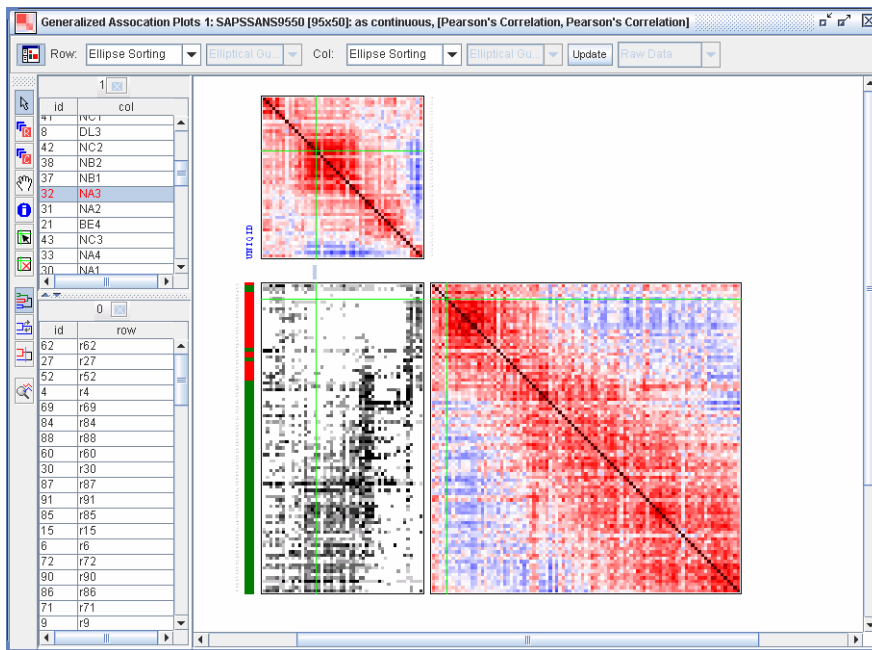 Generalized Assocation Plots 1: SAPSSANS9550 [95x50]: as continuous, [Pearson's Correlation, Pearson's Correlation]
Row: Ellipse Sorting Elliptical Gu... Col: Ellipse Sorting Elliptical Gu... Update Raw Data
1
id col
41 NC1
8 DL3
42 NC2
38 NB2
37 NB1
32 NA3
31 NA2
21 BE4
43 NC3
33 NA4
30 NA1
UNIQID
0
id row
62 r62
27 r27
52 r52
4 r4
69 r69
84 r84
88 r88
60 r60
30 r30
87 r87
91 r91
85 r85
15 r15
6 r6
72 r72
90 r90
86 r86
71 r71
9 r9